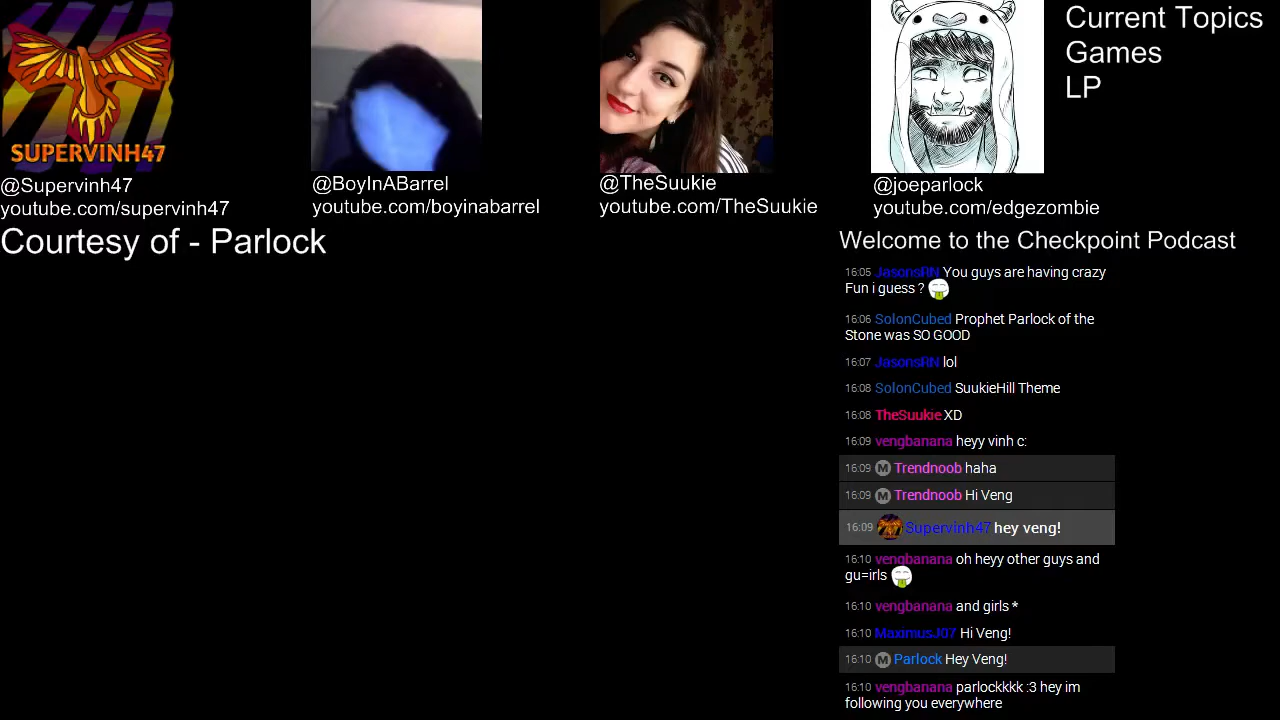 SUPERVINH47
@Supervinh47
youtube.com/supervinh47
@BoyInABarrel
youtube.com/boyinabarrel
@TheSuukie
youtube.com/TheSuukie
@joeparlock
youtube.com/edgezombie
Current Topics
Games
LP
Courtesy of - Parlock
Welcome to the Checkpoint Podcast
16:05 JasonsRN You guys are having crazy
Fun i guess ?
16:06 SolonCubed Prophet Parlock of the
Stone was SO GOOD
16:07 JasonsRN lol
16:08 SolonCubed SuukieHill Theme
16:08 TheSuukie XD
16:09 vengbanana heyy vinh c:
16:09 M Trendnoob haha
16:09 M Trendnoob Hi Veng
16:09 Supervinh47 hey veng!
16:10 vengbanana oh heyy other guys and
gu=irls
16:10 vengbanana and girls *
16:10 MaximusJ07 Hi Veng!
16:10 M Parlock Hey Veng!
16:10 vengbanana parlockkkk :3 hey im
following you everywhere